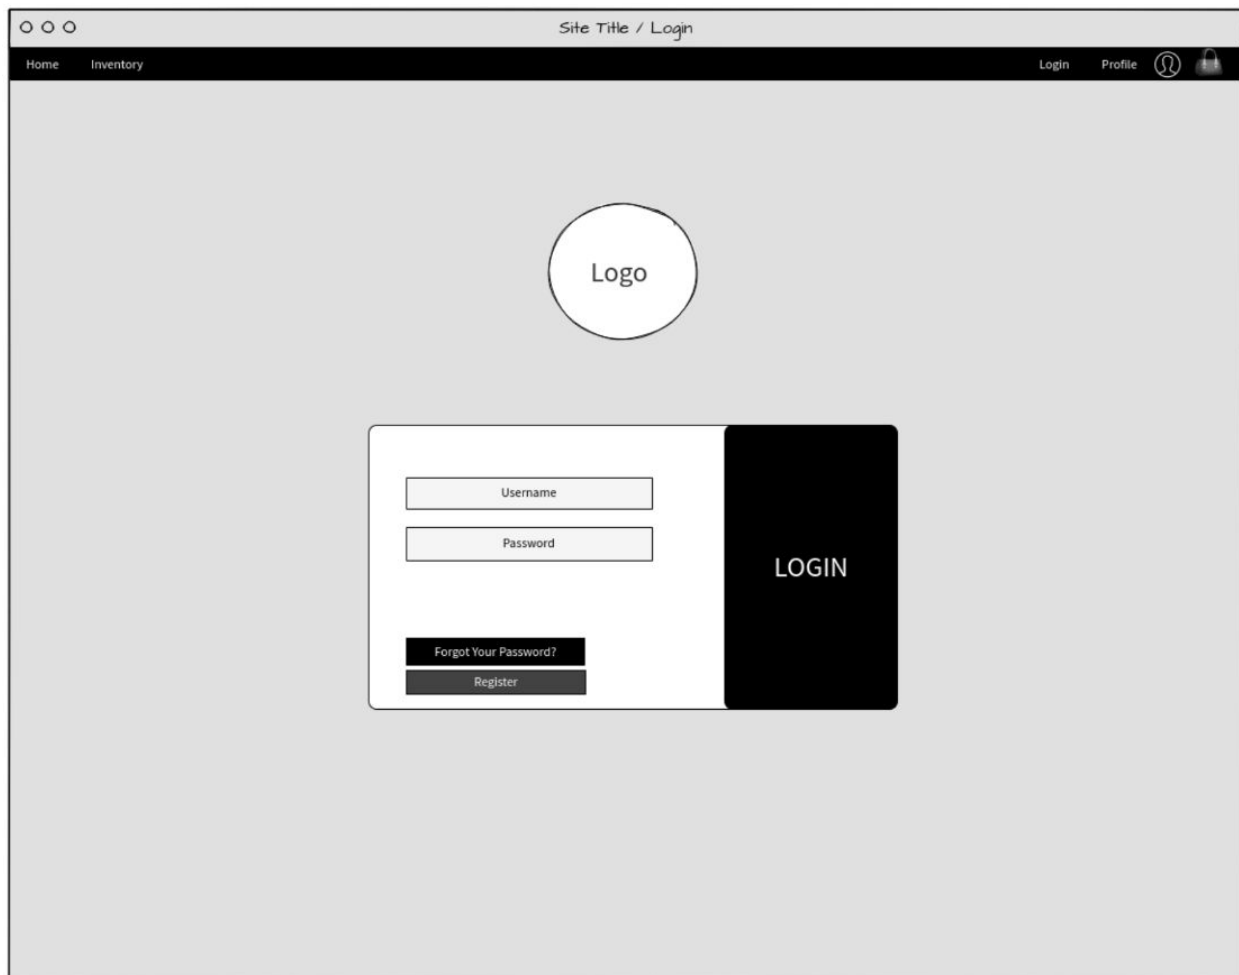 Site Title / Login
Home Inventory Login Profile
Logo
Username
Password
LOGIN
Forgot Your Password?
Register